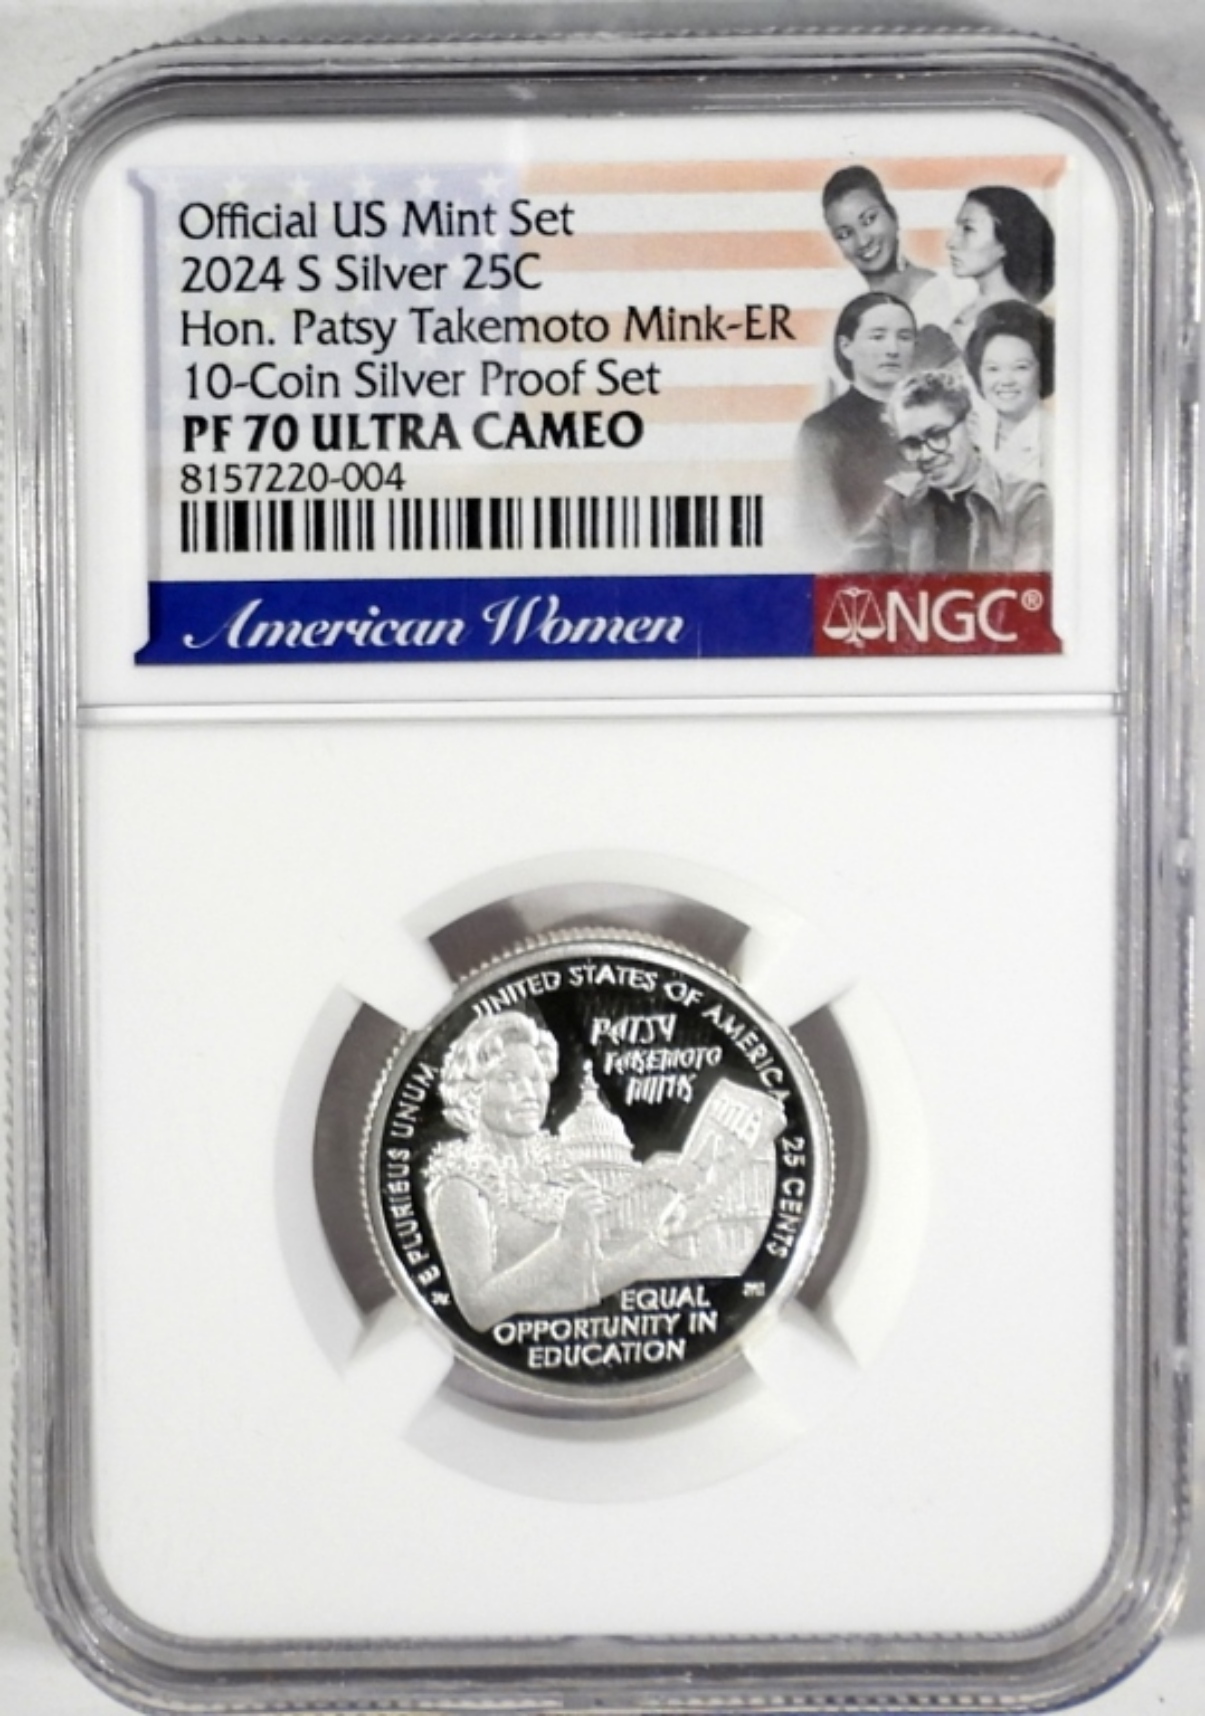 Official US Mint Set
2024 S Silver 25C
Hon. Patsy Takemoto Mink-ER
10-Coin Silver Proof Set
PF 70 ULTRA CAMEO
8157220-004
American Women
NGC®
UNITED STATES OF AMERICA
PATSY
TAKEMOTO
MINK
TITLE
E PLURIBUS UNUM
25 CENTS
EQUAL
OPPORTUNITY IN
EDUCATION